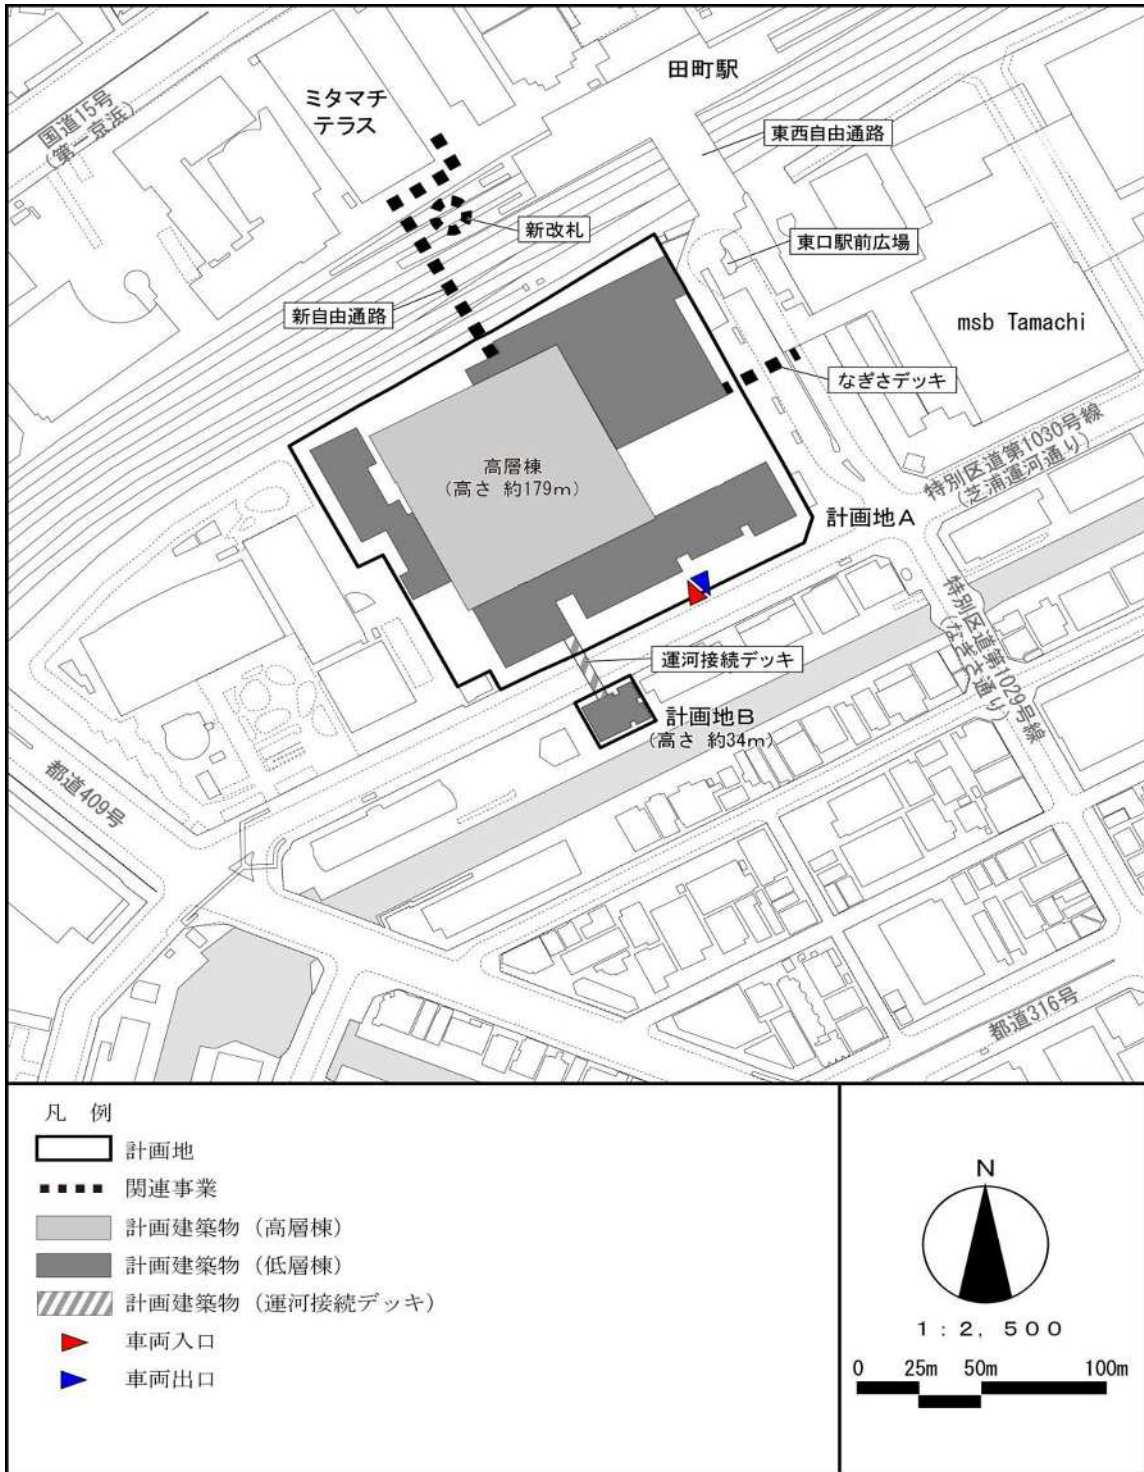 田町駅
ミタマチ
テラス
国道15号
(第一京浜)
東西自由通路
新改札
東口駅前広場
新自由通路
msb Tamachi
なぎさデッキ
高層棟
(高さ 約179m)
特別区道第1030号線
(芝浦運河通り)
計画地A
特別区道第1029号線
(なぎさ通り)
運河接続デッキ
計画地B
(高さ 約34m)
都道409号
都道316号
凡 例
計画地
関連事業
計画建築物(高層棟)
計画建築物(低層棟)
計画建築物(運河接続デッキ)
車両入口
車両出口
N
1:2,500
0 25m 50m 100m